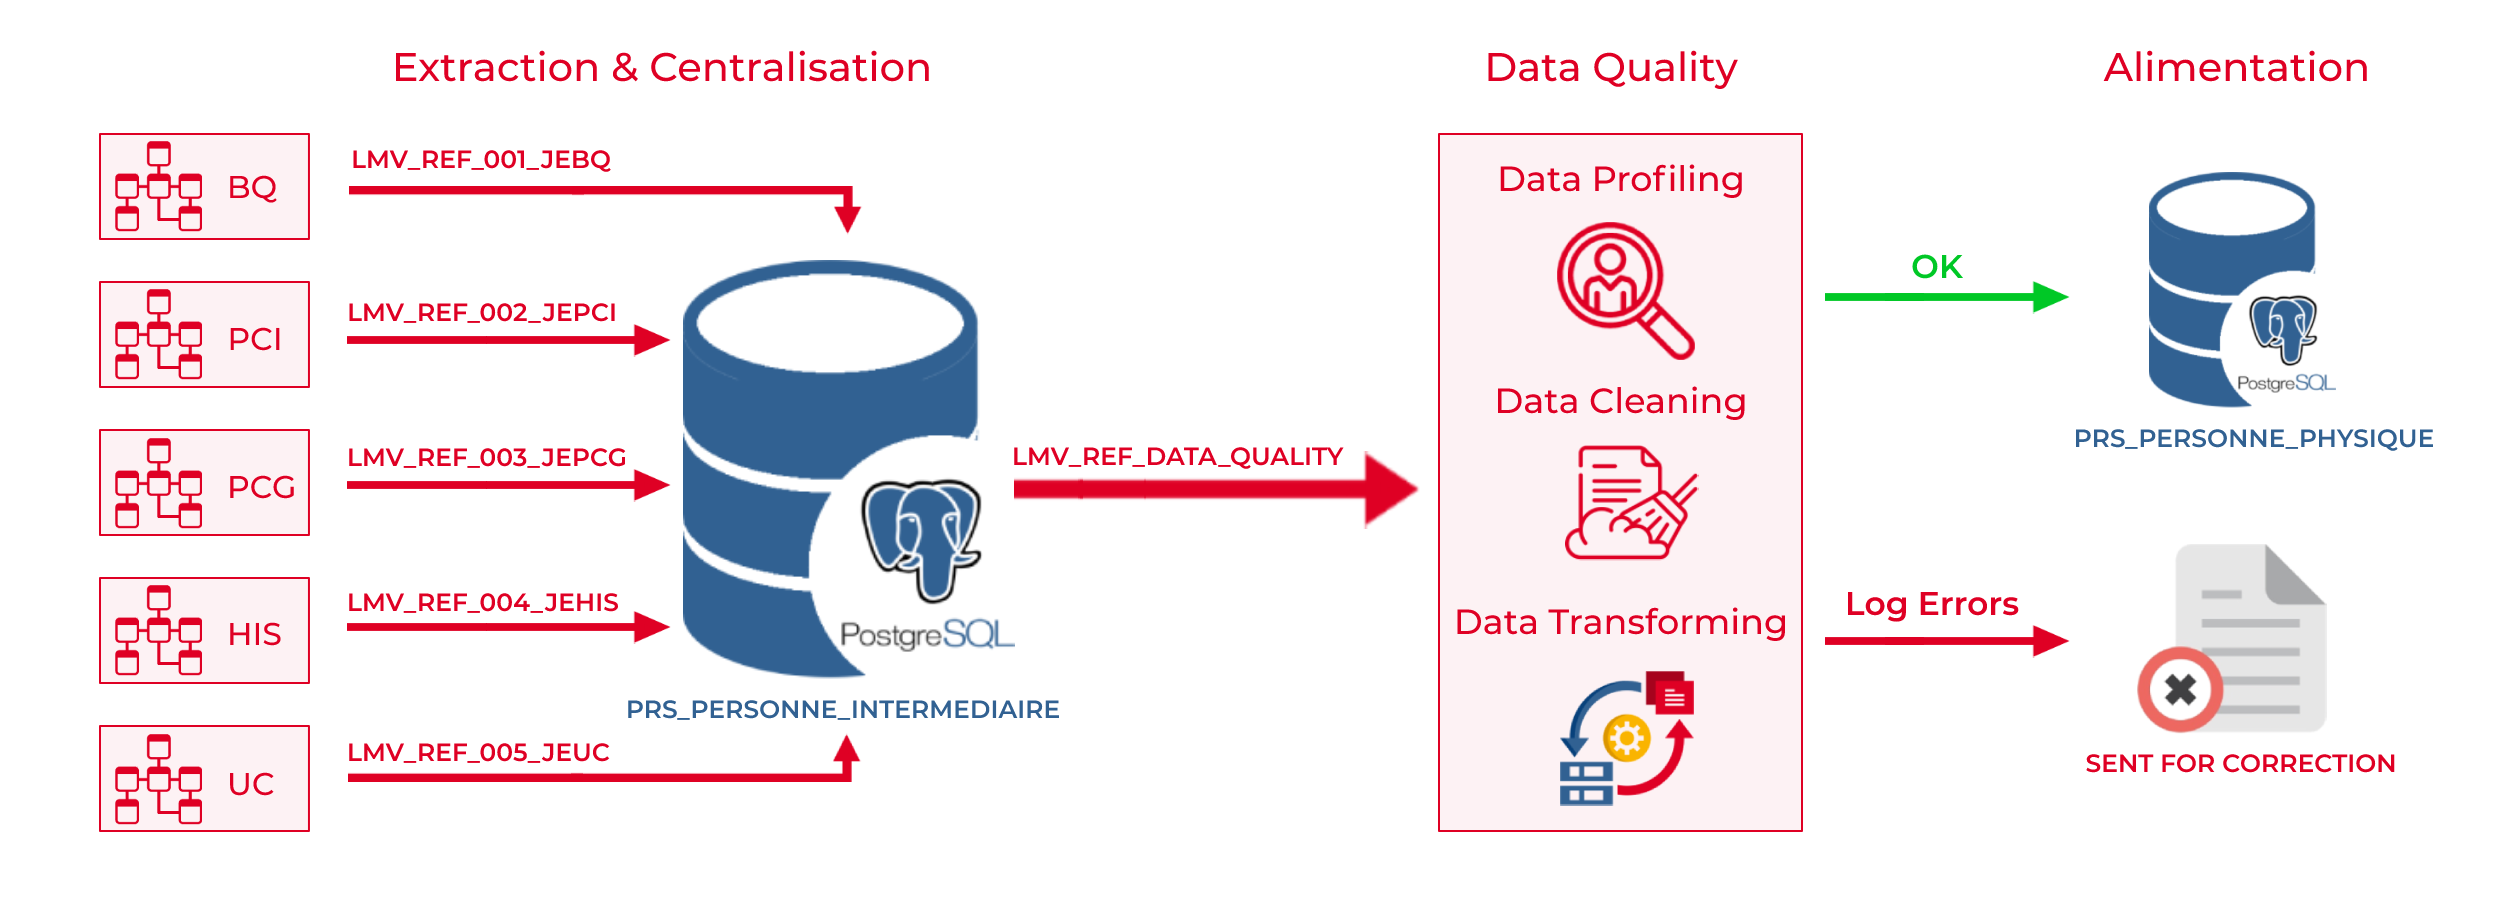 Extraction & Centralisation
Data Quality
Alimentation
BQ
LMV_REF_001_JEBQ
PCI
LMV_REF_002_JEPCI
PCG
LMV_REF_003_JEPCG
HIS
LMV_REF_004_JEHIS
UC
LMV_REF_005_JEUC
PostgreSQL
PRS_PERSONNE_INTERMEDIAIRE
LMV_REF_DATA_QUALITY
Data Profiling
Data Cleaning
Data Transforming
OK
PostgreSQL
PRS_PERSONNE_PHYSIQUE
Log Errors
SENT FOR CORRECTION